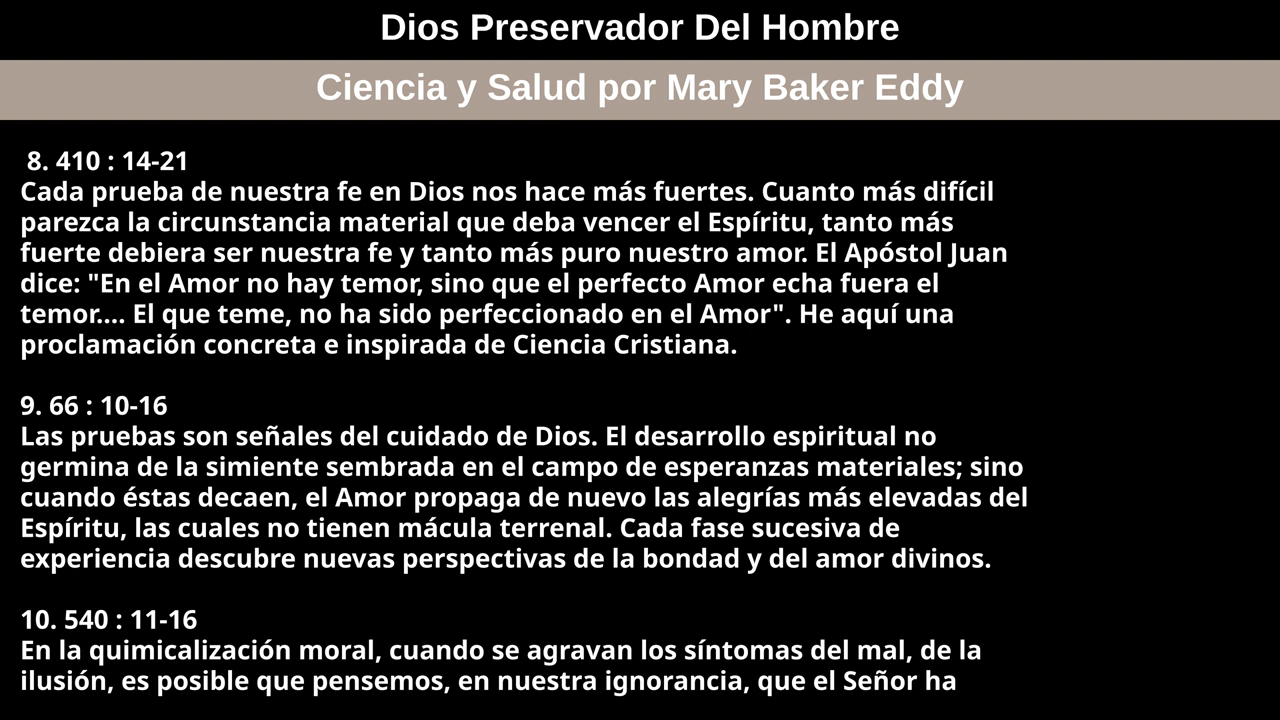 Dios Preservador Del Hombre
Ciencia y Salud por Mary Baker Eddy
8. 410 : 14-21
Cada prueba de nuestra fe en Dios nos hace más fuertes. Cuanto más difícil
parezca la circunstancia material que deba vencer el Espíritu, tanto más
fuerte debiera ser nuestra fe y tanto más puro nuestro amor. El Apóstol Juan
dice: "En el Amor no hay temor, sino que el perfecto Amor echa fuera el
temor.... El que teme, no ha sido perfeccionado en el Amor". He aquí una
proclamación concreta e inspirada de Ciencia Cristiana.
9. 66 : 10-16
Las pruebas son señales del cuidado de Dios. El desarrollo espiritual no
germina de la simiente sembrada en el campo de esperanzas materiales; sino
cuando éstas decaen, el Amor propaga de nuevo las alegrías más elevadas del
Espíritu, las cuales no tienen mácula terrenal. Cada fase sucesiva de
experiencia descubre nuevas perspectivas de la bondad y del amor divinos.
10. 540 : 11-16
En la quimicalización moral, cuando se agravan los síntomas del mal, de la
ilusión, es posible que pensemos, en nuestra ignorancia, que el Señor ha